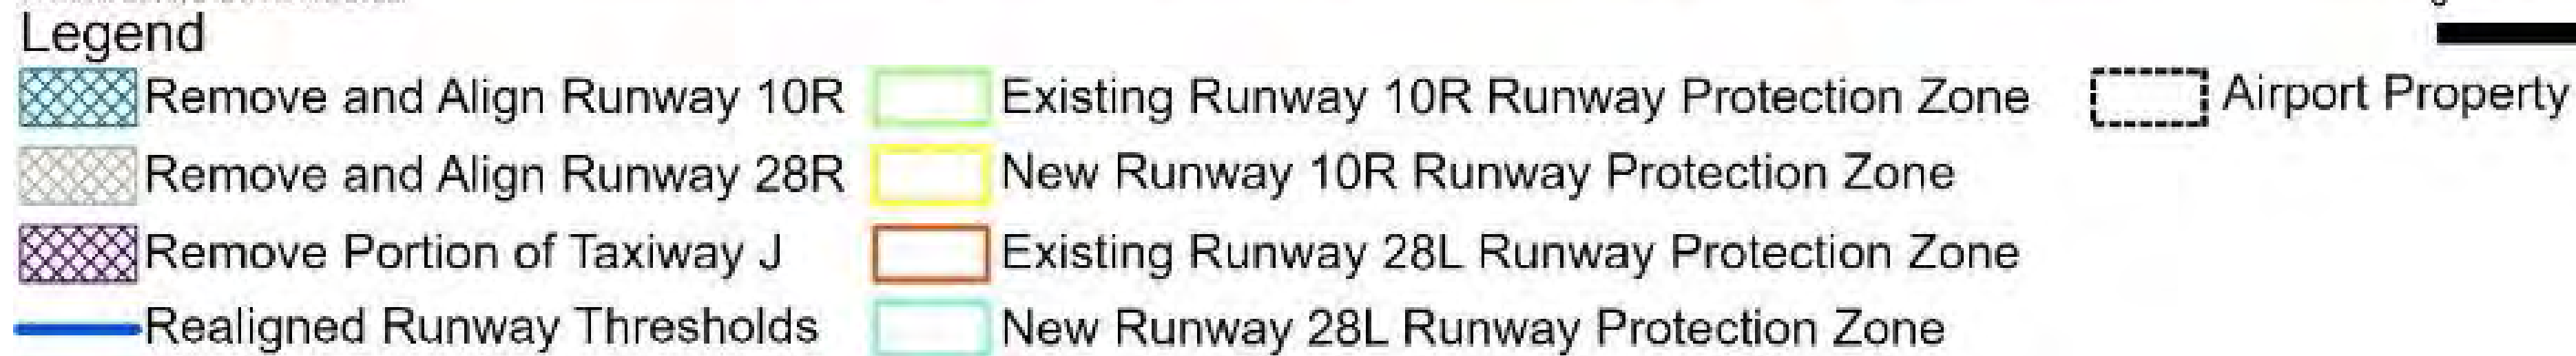 Legend
Remove and Align Runway 10R
Remove and Align Runway 28R
Remove Portion of Taxiway J
Realigned Runway Thresholds
Existing Runway 10R Runway Protection Zone
New Runway 10R Runway Protection Zone
Existing Runway 28L Runway Protection Zone
New Runway 28L Runway Protection Zone
Airport Property